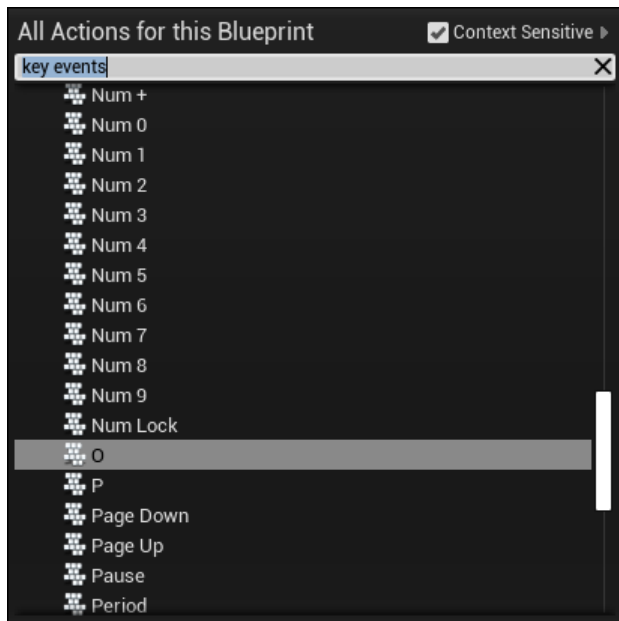 All Actions for this Blueprint Context Sensitive
key events
Num +
Num 0
Num 1
Num 2
Num 3
Num 4
Num 5
Num 6
Num 7
Num 8
Num 9
Num Lock
O
P
Page Down
Page Up
Pause
Period